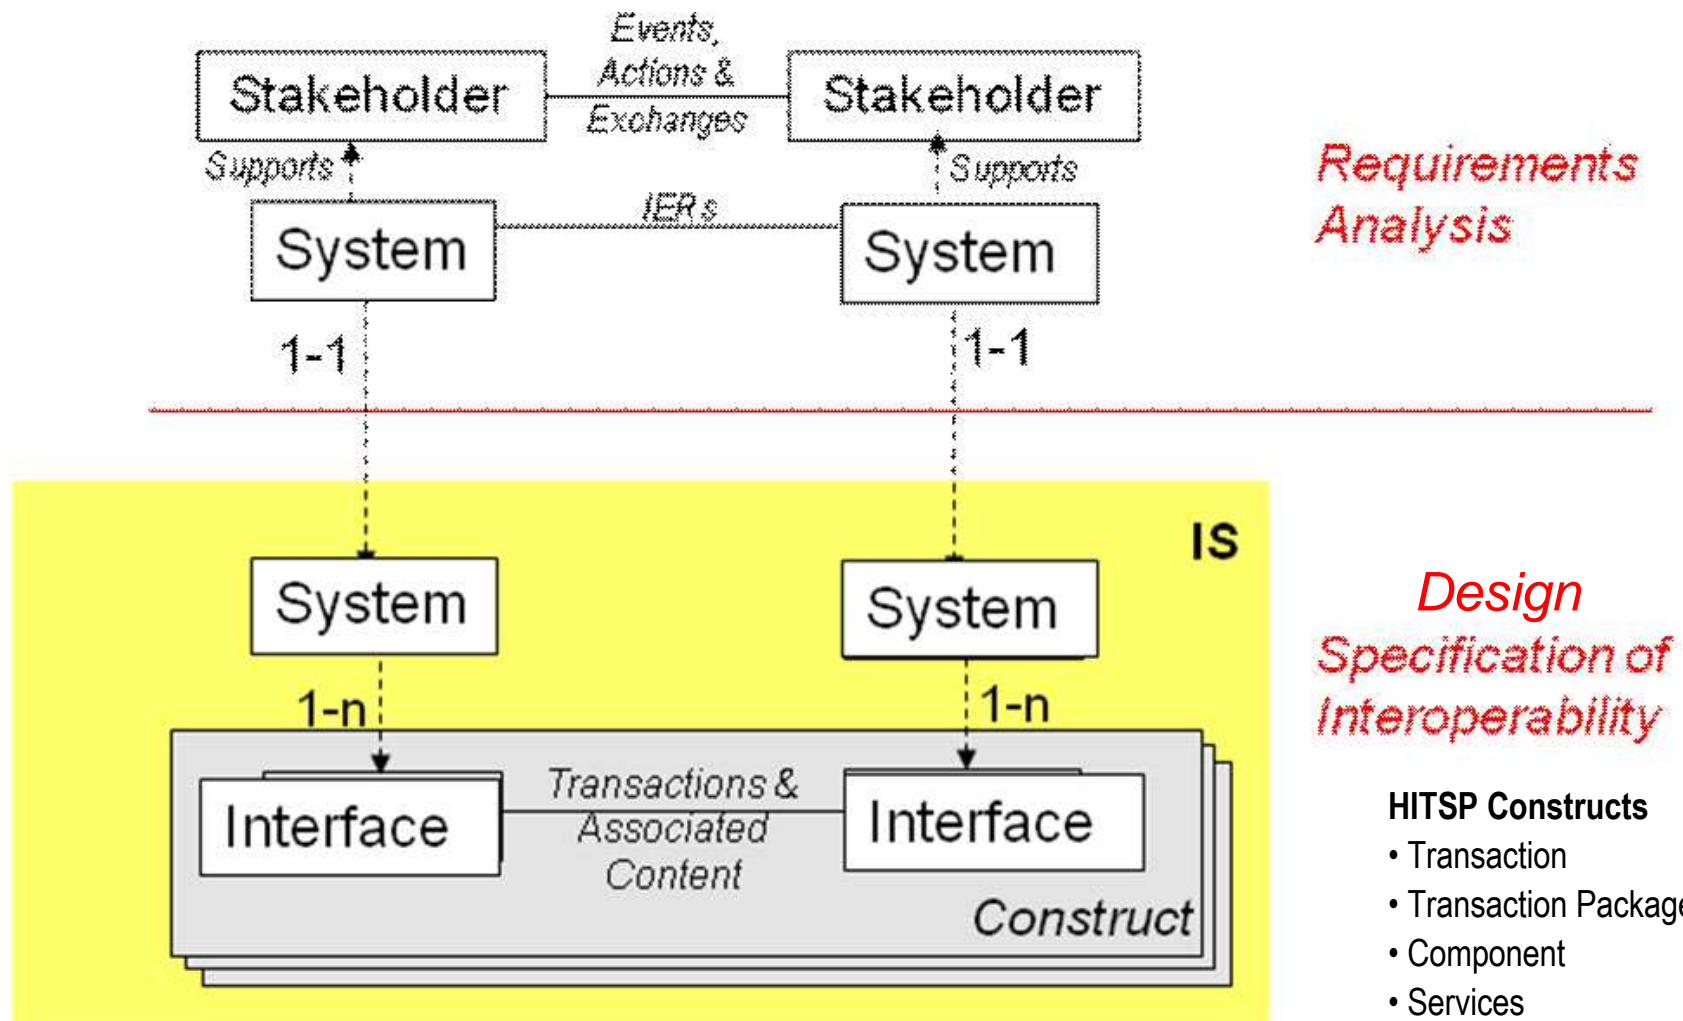 Events,
Actions &
Exchanges
Stakeholder
Stakeholder
Supports
Supports
IERs
System
System
Requirements
Analysis
1-1
1-1
IS
System
System
Design
Specification of
Interoperability
1-n
1-n
Interface
Transactions &
Associated
Content
Interface
Construct
HITSP Constructs
• Transaction
• Transaction Package
• Component
• Services